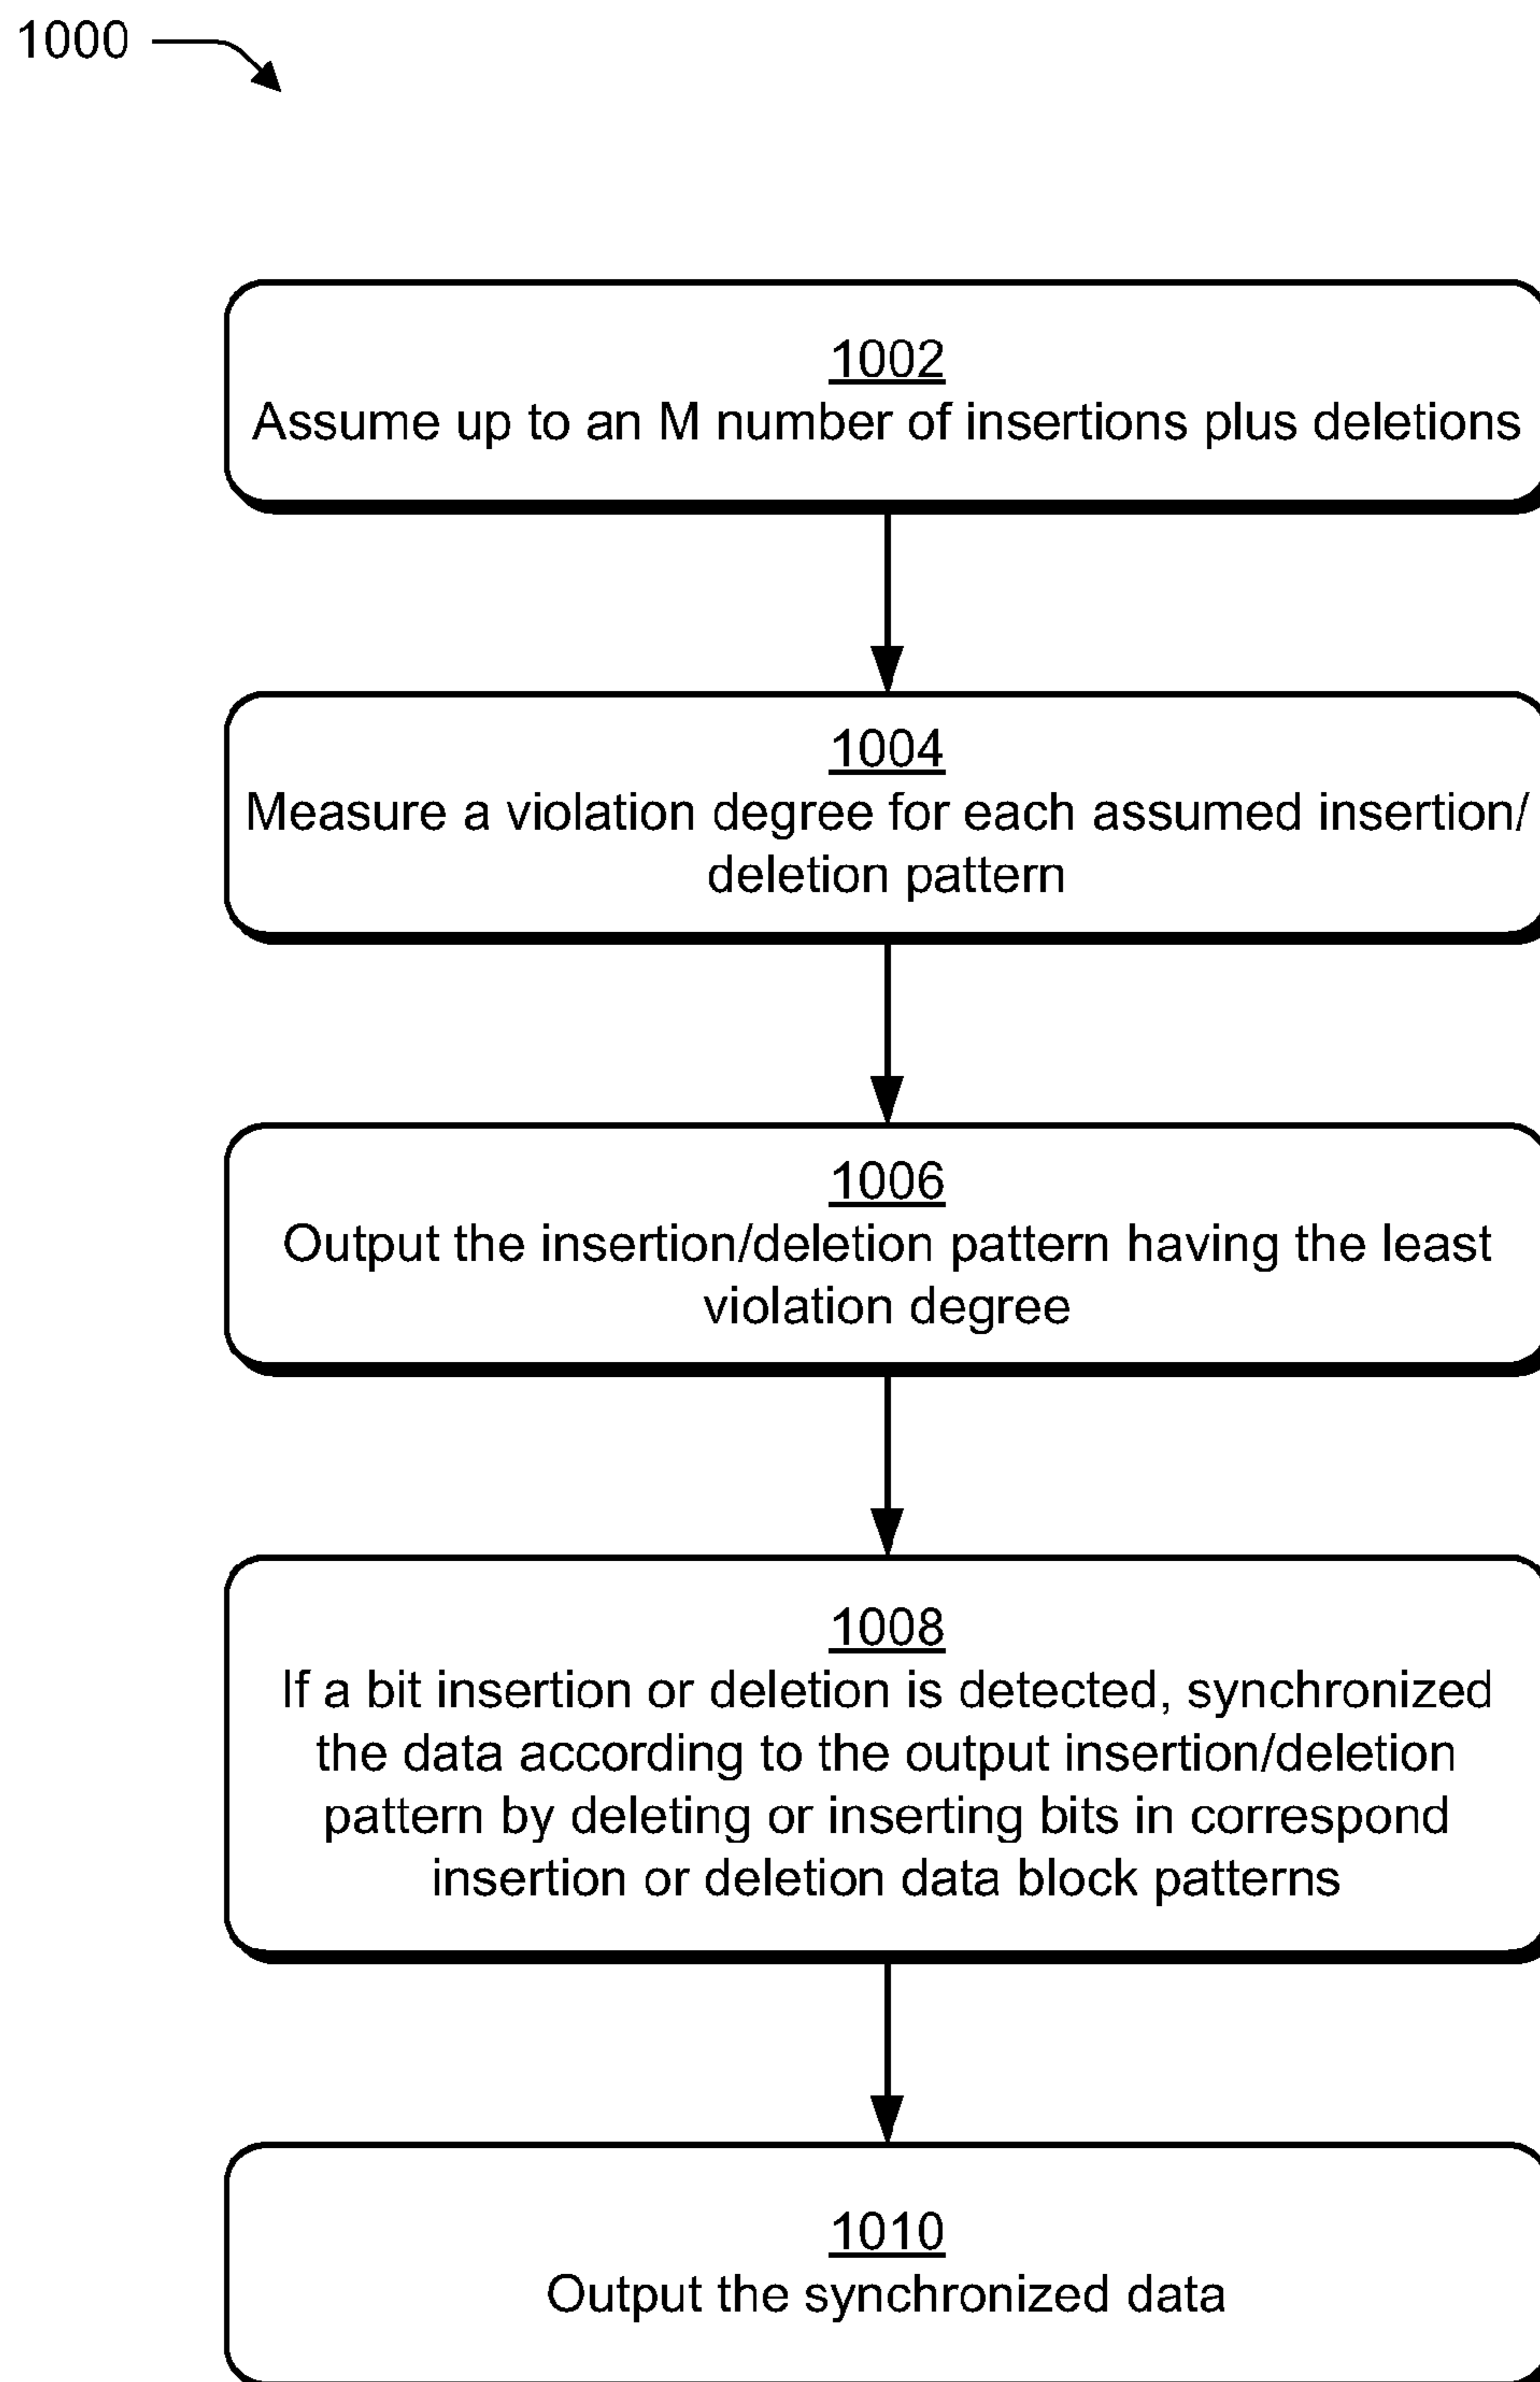 1000
1002
Assume up to an M number of insertions plus deletions
1004
Measure a violation degree for each assumed insertion/
deletion pattern
1006
Output the insertion/deletion pattern having the least
violation degree
1008
If a bit insertion or deletion is detected, synchronized
the data according to the output insertion/deletion
pattern by deleting or inserting bits in correspond
insertion or deletion data block patterns
1010
Output the synchronized data